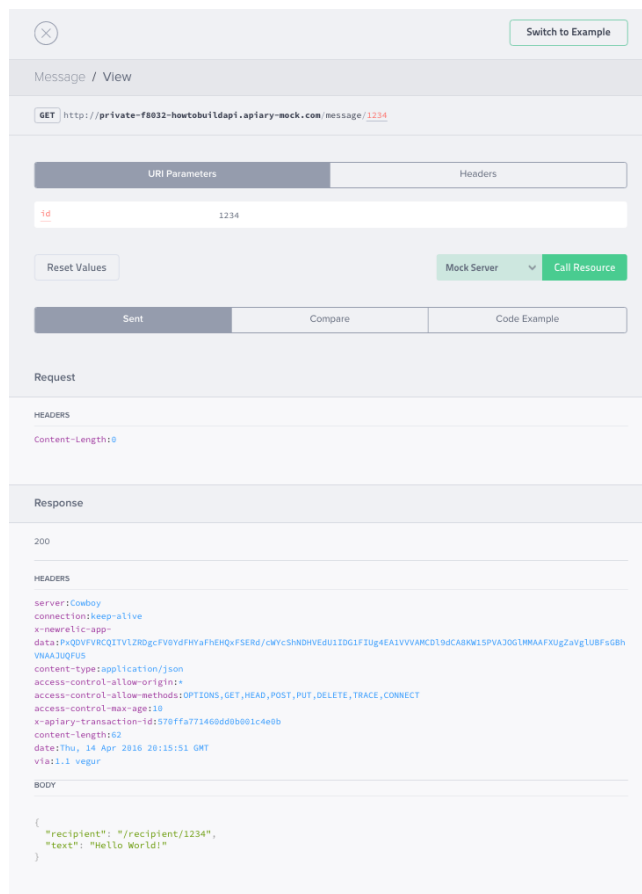 Switch to Example
Message / View
GET http://private-f8032-howtobuildapi.apiary-mock.com/message/1234
URI Parameters Headers
id 1234
Reset Values Mock Server Call Resource
Sent Compare Code Example
Request
HEADERS
Content-Length:0
Response
200
HEADERS
server:Cowboy
connection:keep-alive
x-newrelic-app-
data:PxQDVFVRCQITVlZRDgcFV0YdFHYaFhEHQxFSERd/cWYcShNDHVEdU1IDG1FIUg4EA1VVVAMCDl9dCA8KW15PVAJOGlMMAAFXUgZaVglUBFsGBh
VNAAJUQFUS
content-type:application/json
access-control-allow-origin:*
access-control-allow-methods:OPTIONS,GET,HEAD,POST,PUT,DELETE,TRACE,CONNECT
access-control-max-age:10
x-apiary-transaction-id:570ffa771460dd0b001c4e0b
content-length:62
date:Thu, 14 Apr 2016 20:15:51 GMT
via:1.1 vegur
BODY
{
"recipient": "/recipient/1234",
"text": "Hello World!"
}